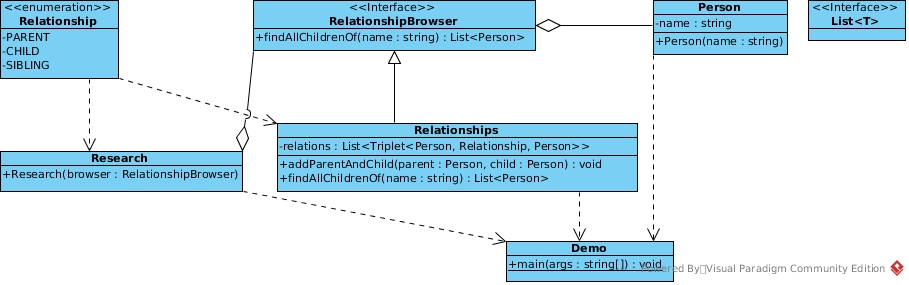 <<enumeration>>
Relationship
-PARENT
-CHILD
-SIBLING
<<Interface>>
RelationshipBrowser
+findAllChildrenOf(name : string) : List<Person>
Person
-name : string
+Person(name : string)
<<Interface>>
List<T>
Relationships
-relations : List<Triplet<Person, Relationship, Person>>
+addParentAndChild(parent : Person, child : Person) : void
+findAllChildrenOf(name : string) : List<Person>
Research
+Research(browser : RelationshipBrowser)
Demo
+main(args : string[]) : void
Powered By Visual Paradigm Community Edition